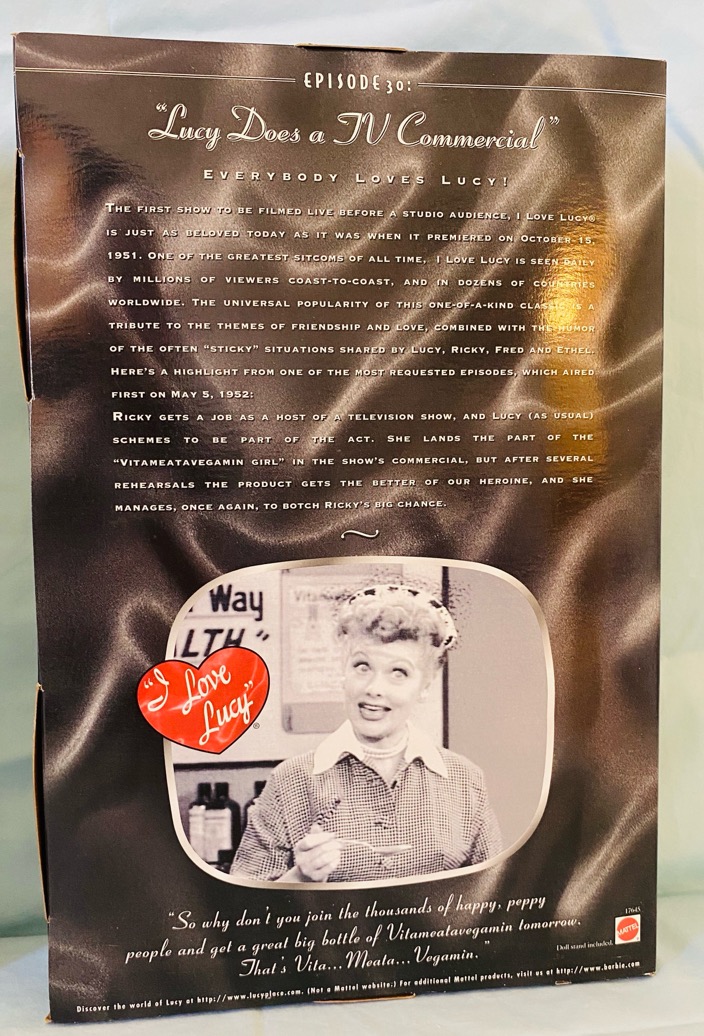 EPISODE 30:
“Lucy Does a TV Commercial”
EVERYBODY LOVES LUCY!
THE FIRST SHOW TO BE FILMED LIVE BEFORE A STUDIO AUDIENCE, I LOVE LUCY®
IS JUST AS BELOVED TODAY AS IT WAS WHEN IT PREMIERED ON OCTOBER 15,
1951. ONE OF THE GREATEST SITCOMS OF ALL TIME, I LOVE LUCY IS SEEN DAILY
BY MILLIONS OF VIEWERS COAST-TO-COAST, AND IN DOZENS OF COUNTRIES
WORLDWIDE. THE UNIVERSAL POPULARITY OF THIS ONE-OF-A-KIND CLASSIC IS A
TRIBUTE TO THE THEMES OF FRIENDSHIP AND LOVE, COMBINED WITH THE HUMOR
OF THE OFTEN “STICKY” SITUATIONS SHARED BY LUCY, RICKY, FRED AND ETHEL.
HERE’S A HIGHLIGHT FROM ONE OF THE MOST REQUESTED EPISODES, WHICH AIRED
FIRST ON MAY 5, 1952:
RICKY GETS A JOB AS A HOST OF A TELEVISION SHOW, AND LUCY (AS USUAL)
SCHEMES TO BE PART OF THE ACT. SHE LANDS THE PART OF THE
“VITAMEATAVEGAMIN GIRL” IN THE SHOW’S COMMERCIAL, BUT AFTER SEVERAL
REHEARSALS THE PRODUCT GETS THE BETTER OF OUR HEROINE, AND SHE
MANAGES, ONCE AGAIN, TO BOTCH RICKY’S BIG CHANCE.
Way
LTH”
“I Love
Lucy”®
“So why don’t you join the thousands of happy, peppy
people and get a great big bottle of Vitameatavegamin tomorrow.
That’s Vita...Meata...Vegamin.”
17645
MATTEL
Doll stand included.
Discover the world of Lucy at http://www.lucyplace.com. (Not a Mattel website.) For additional Mattel products, visit us at http://www.barbie.com